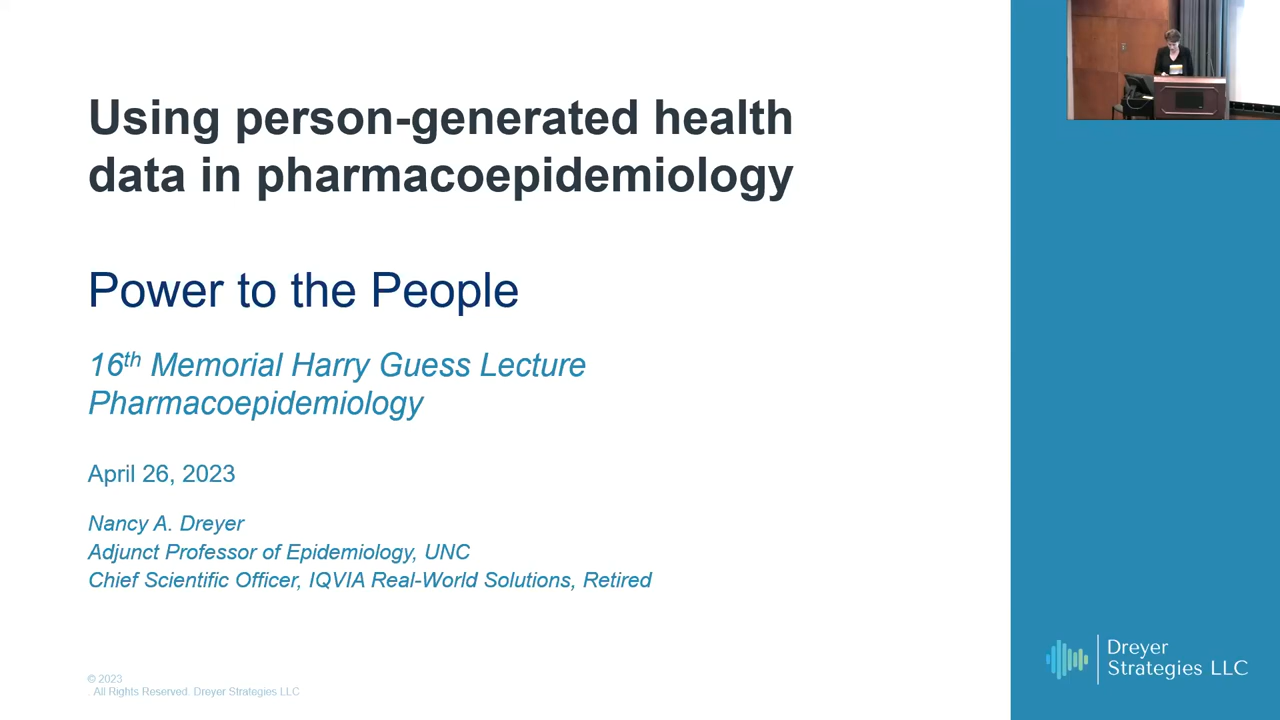 Using person-generated health
data in pharmacoepidemiology
Power to the People
16th Memorial Harry Guess Lecture
Pharmacoepidemiology
April 26, 2023
Nancy A. Dreyer
Adjunct Professor of Epidemiology, UNC
Chief Scientific Officer, IQVIA Real-World Solutions, Retired
© 2023
. All Rights Reserved. Dreyer Strategies LLC
Dreyer
Strategies LLC